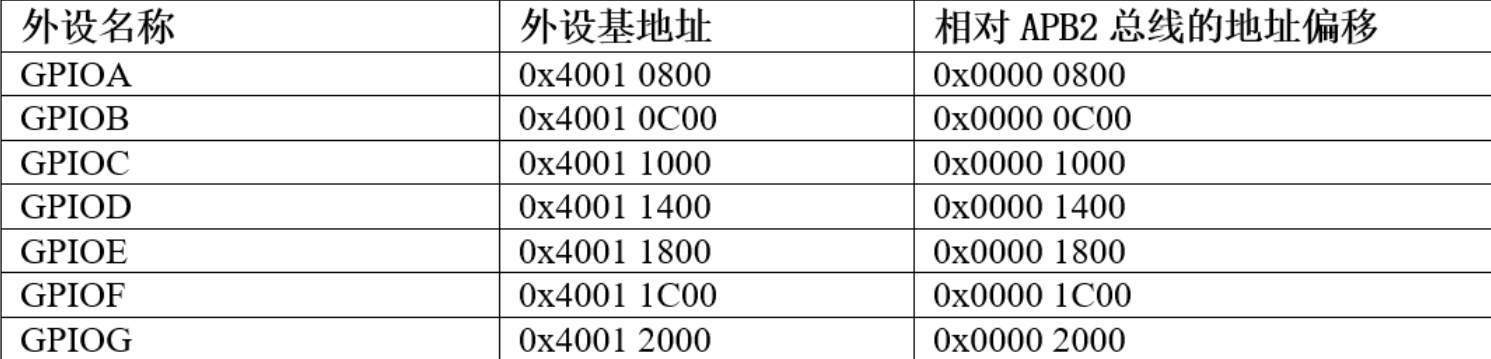 外设名称 外设基地址 相对 APB2 总线的地址偏移
GPIOA 0x4001 0800 0x0000 0800
GPIOB 0x4001 0C00 0x0000 0C00
GPIOC 0x4001 1000 0x0000 1000
GPIOD 0x4001 1400 0x0000 1400
GPIOE 0x4001 1800 0x0000 1800
GPIOF 0x4001 1C00 0x0000 1C00
GPIOG 0x4001 2000 0x0000 2000